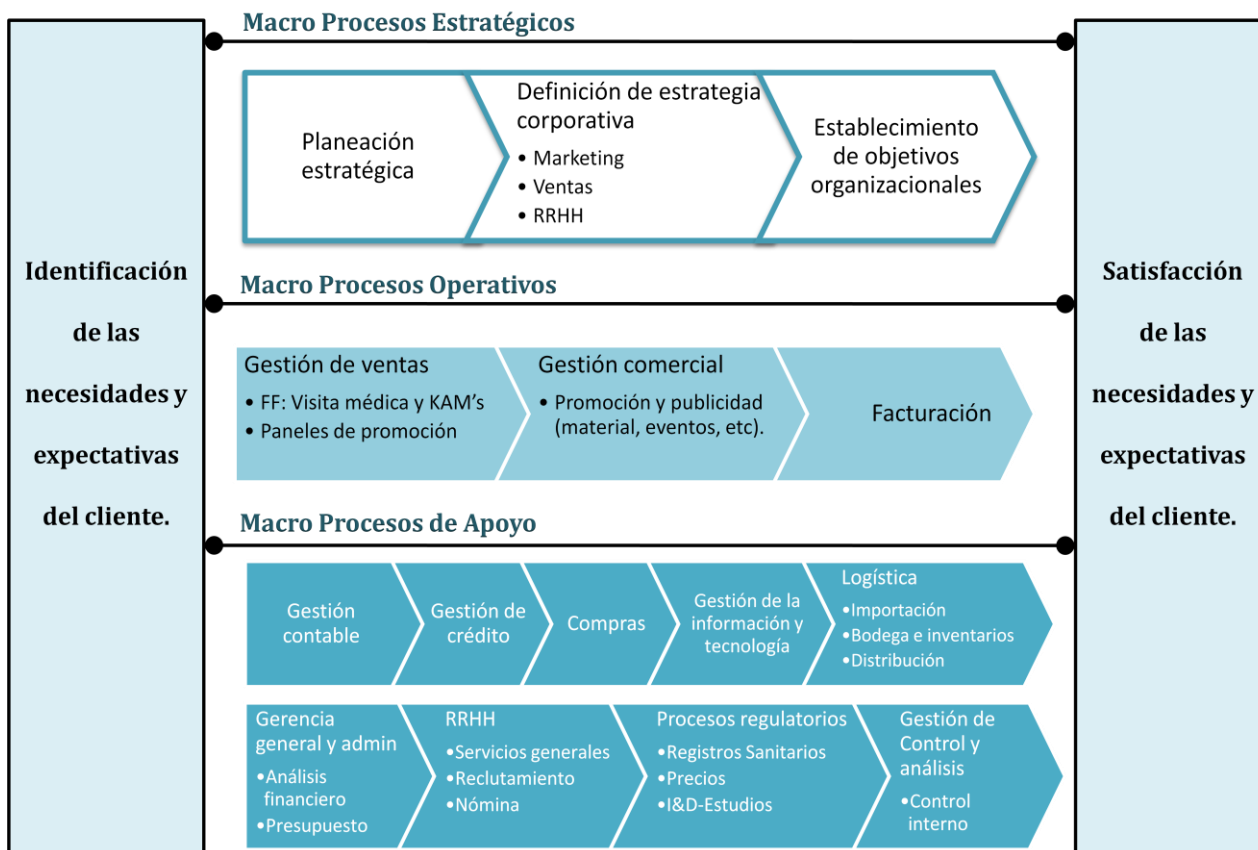 Macro Procesos Estratégicos
Planeación
estratégica
Definición de estrategia
corporativa
• Marketing
• Ventas
• RRHH
Establecimiento
de objetivos
organizacionales
Identificación
de las
necesidades y
expectativas
del cliente.
Macro Procesos Operativos
Gestión de ventas
• FF: Visita médica y KAM’s
• Paneles de promoción
Gestión comercial
• Promoción y publicidad
(material, eventos, etc).
Facturación
Satisfacción
de las
necesidades y
expectativas
del cliente.
Macro Procesos de Apoyo
Gestión
contable
Gestión de
crédito
Compras
Gestión de la
información y
tecnología
Logística
•Importación
•Bodega e inventarios
•Distribución
Gerencia
general y admin
•Análisis
financiero
•Presupuesto
RRHH
•Servicios generales
•Reclutamiento
•Nómina
Procesos regulatorios
•Registros Sanitarios
•Precios
•I&D-Estudios
Gestión de
Control y
análisis
•Control
interno